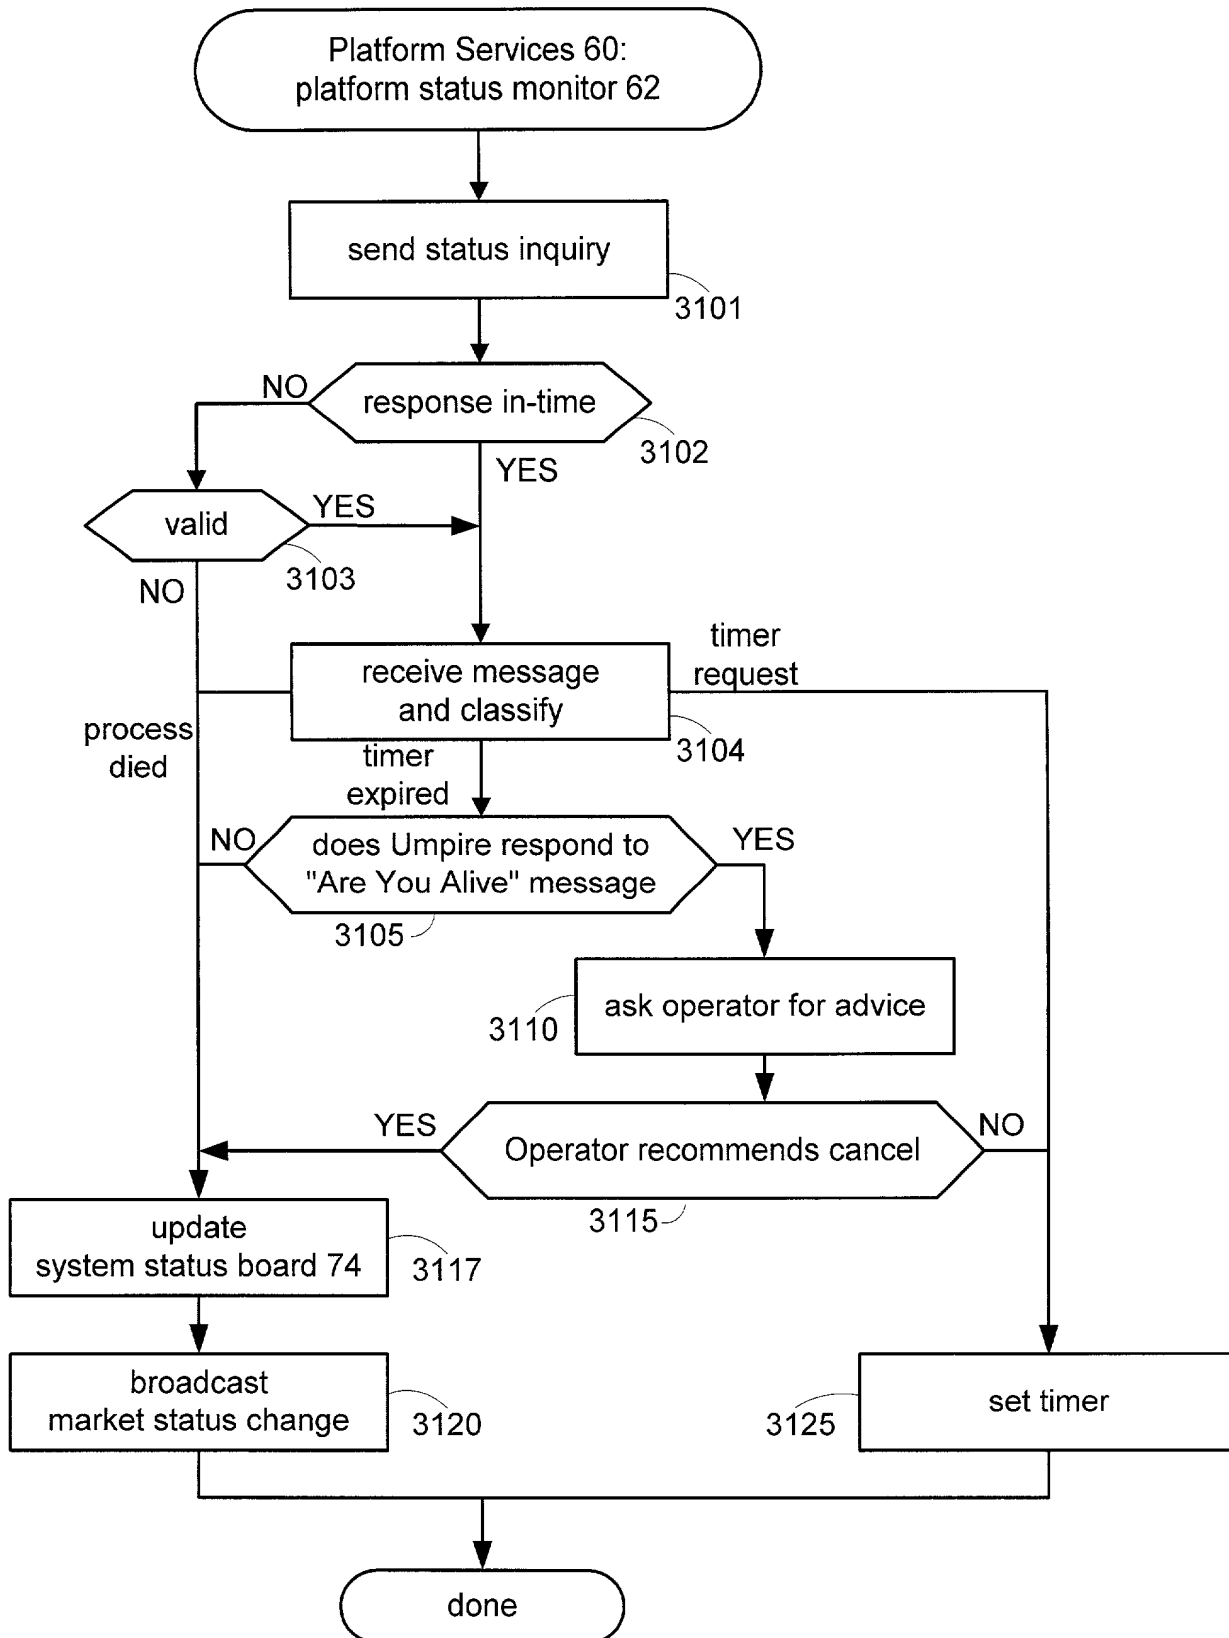 Platform Services 60:
platform status monitor 62
send status inquiry
3101
NO
response in-time
3102
YES
valid
YES
3103
NO
timer
request
receive message
and classify
3104
process
died
timer
expired
NO
does Umpire respond to
"Are You Alive" message
YES
3105
ask operator for advice
3110
YES
Operator recommends cancel
NO
3115
update
system status board 74
3117
broadcast
market status change
3120
set timer
3125
done